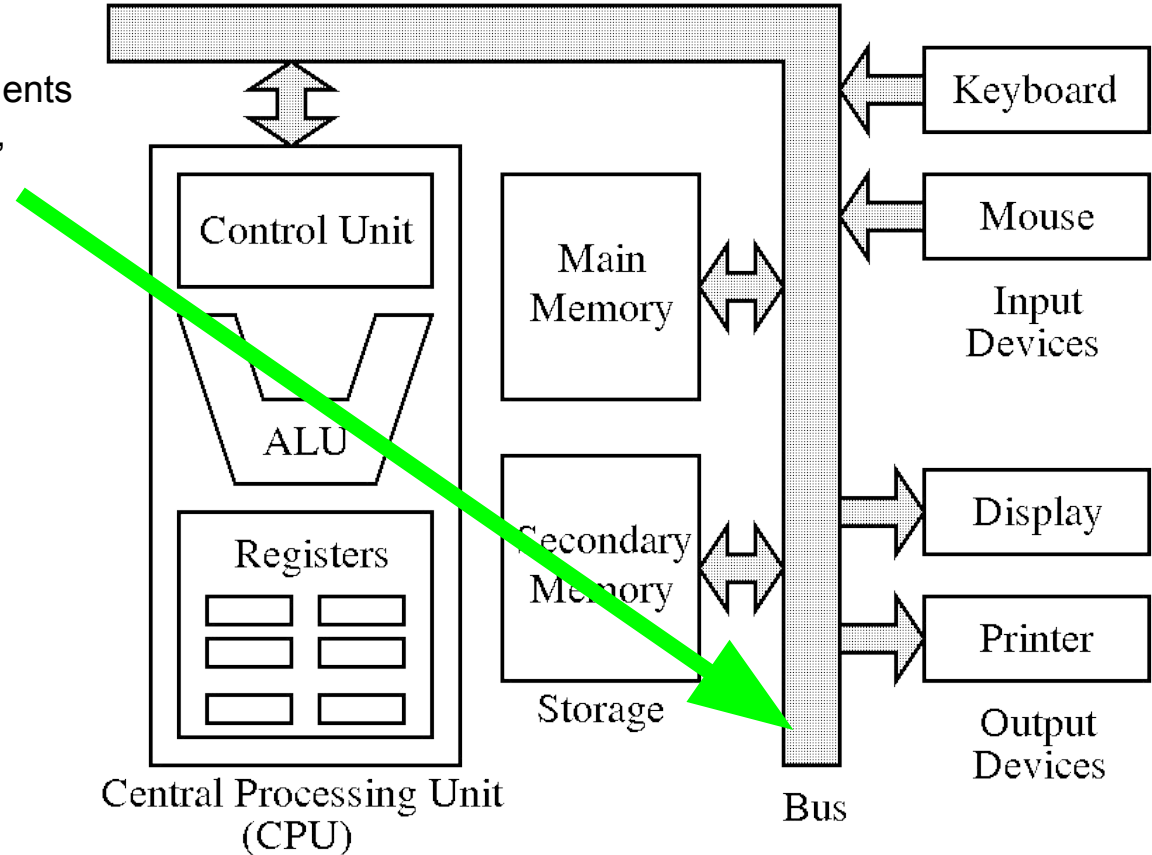 ents
,
Control Unit
ALU
Registers
Central Processing Unit
(CPU)
Main
Memory
Secondary
Memory
Storage
Bus
Keyboard
Mouse
Input
Devices
Display
Printer
Output
Devices